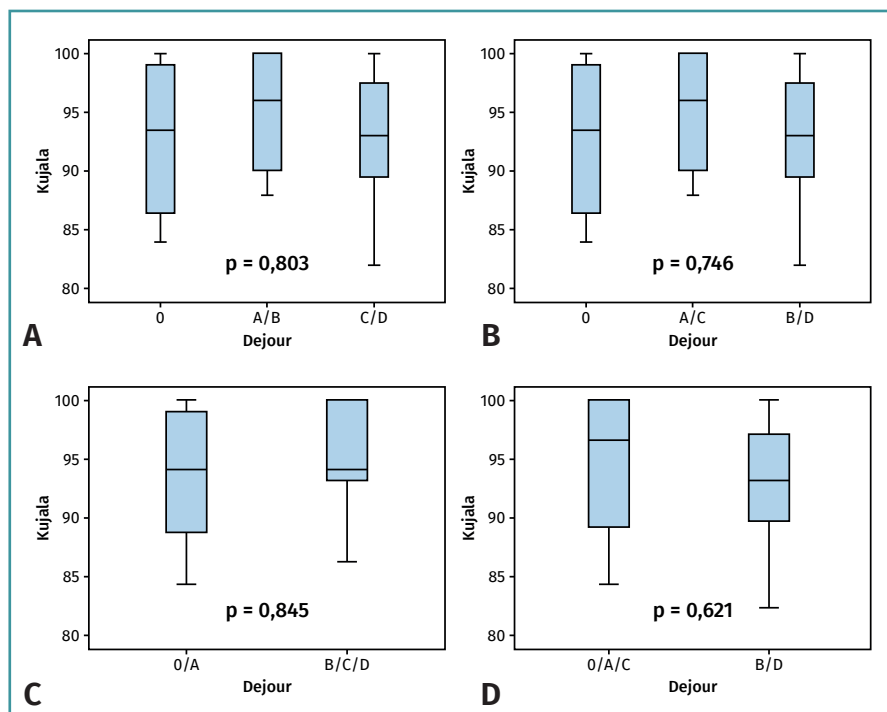 100
95
90
85
80
Kujala
p = 0,803
0
A/B
C/D
Dejour
A
100
95
90
85
80
Kujala
p = 0,746
0
A/C
B/D
Dejour
B
100
95
90
85
80
Kujala
p = 0,845
0/A
B/C/D
Dejour
C
100
95
90
85
80
Kujala
p = 0,621
0/A/C
B/D
Dejour
D